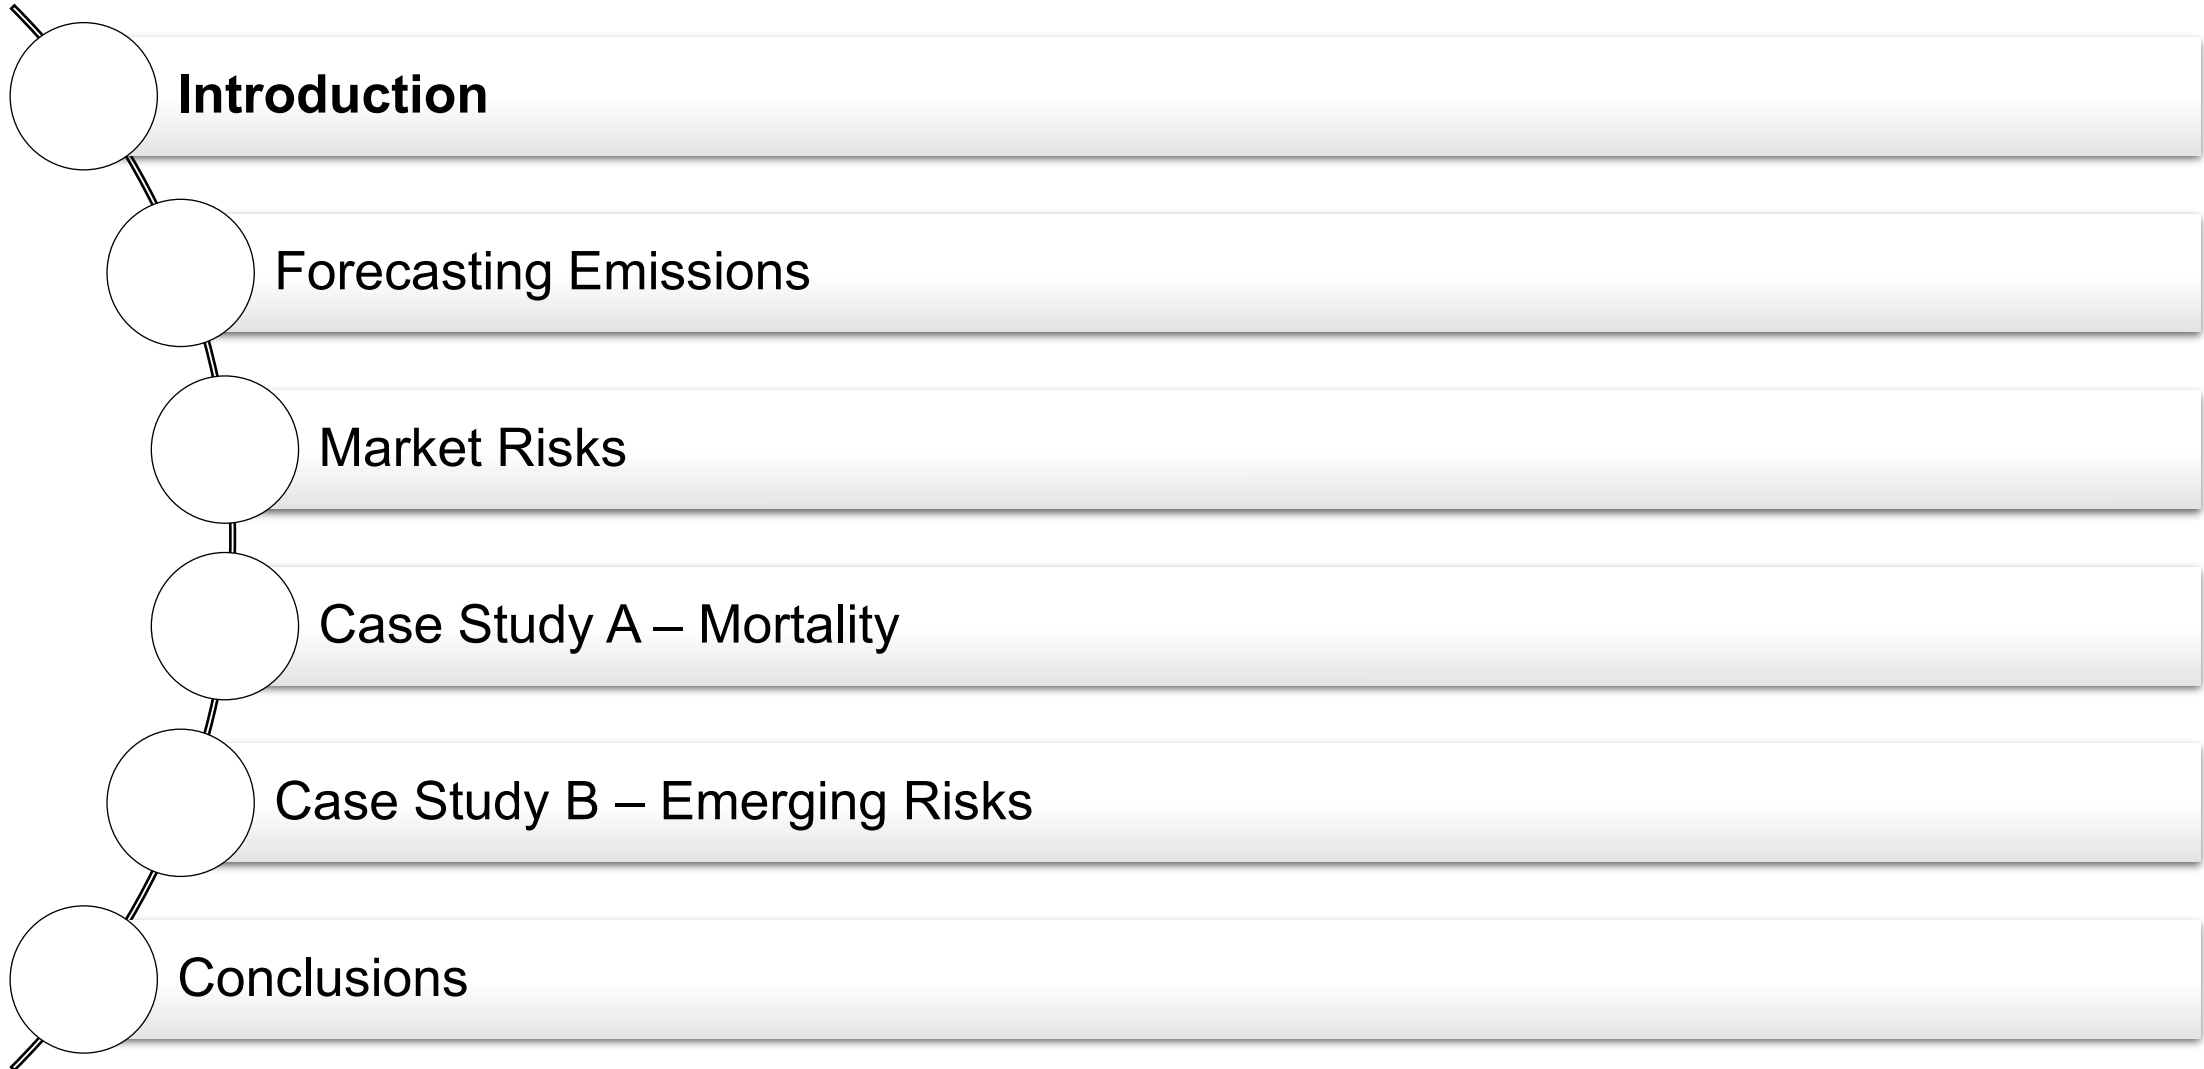 Introduction
Forecasting Emissions
Market Risks
Case Study A – Mortality
Case Study B – Emerging Risks
Conclusions